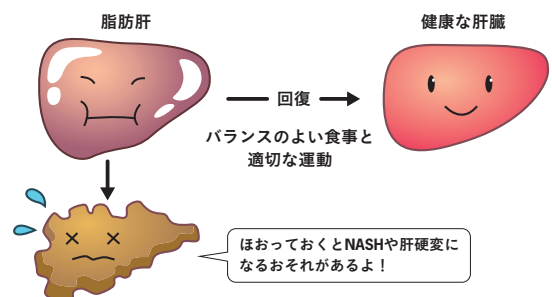 脂肪肝
健康な肝臓
回復
バランスのよい食事と
適切な運動
ほおっておくとNASHや肝硬変に
なるおそれがあるよ！